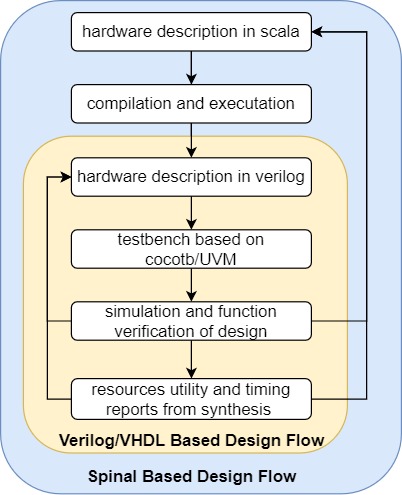 hardware description in scala
compilation and executation
hardware description in verilog
testbench based on
cocotb/UVM
simulation and function
verification of design
resources utility and timing
reports from synthesis
Verilog/VHDL Based Design Flow
Spinal Based Design Flow